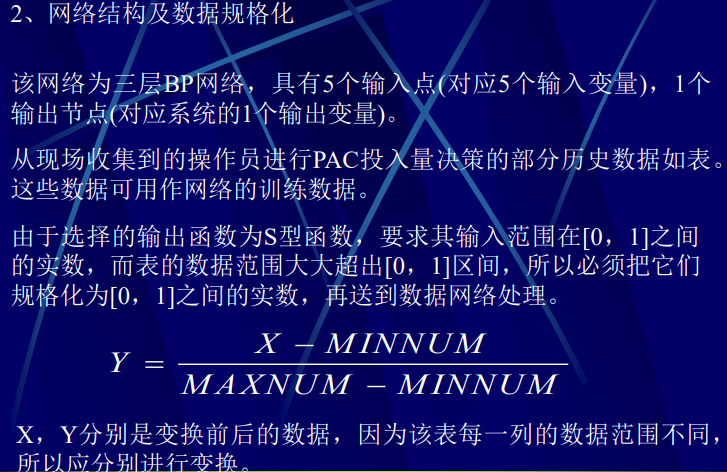 2、网络结构及数据规格化
该网络为三层BP网络，具有5个输入点(对应5个输入变量)，1个
输出节点(对应系统的1个输出变量)。
从现场收集到的操作员进行PAC投入量决策的部分历史数据如表。
这些数据可用作网络的训练数据。
由于选择的输出函数为S型函数，要求其输入范围在[0，1]之间
的实数，而表的数据范围大大超出[0，1]区间，所以必须把它们
规格化为[0，1]之间的实数，再送到数据网络处理。
Y = (X − MINNUM) / (MAXNUM − MINNUM)
X，Y分别是变换前后的数据，因为该表每一列的数据范围不同，
所以应分别进行变换。